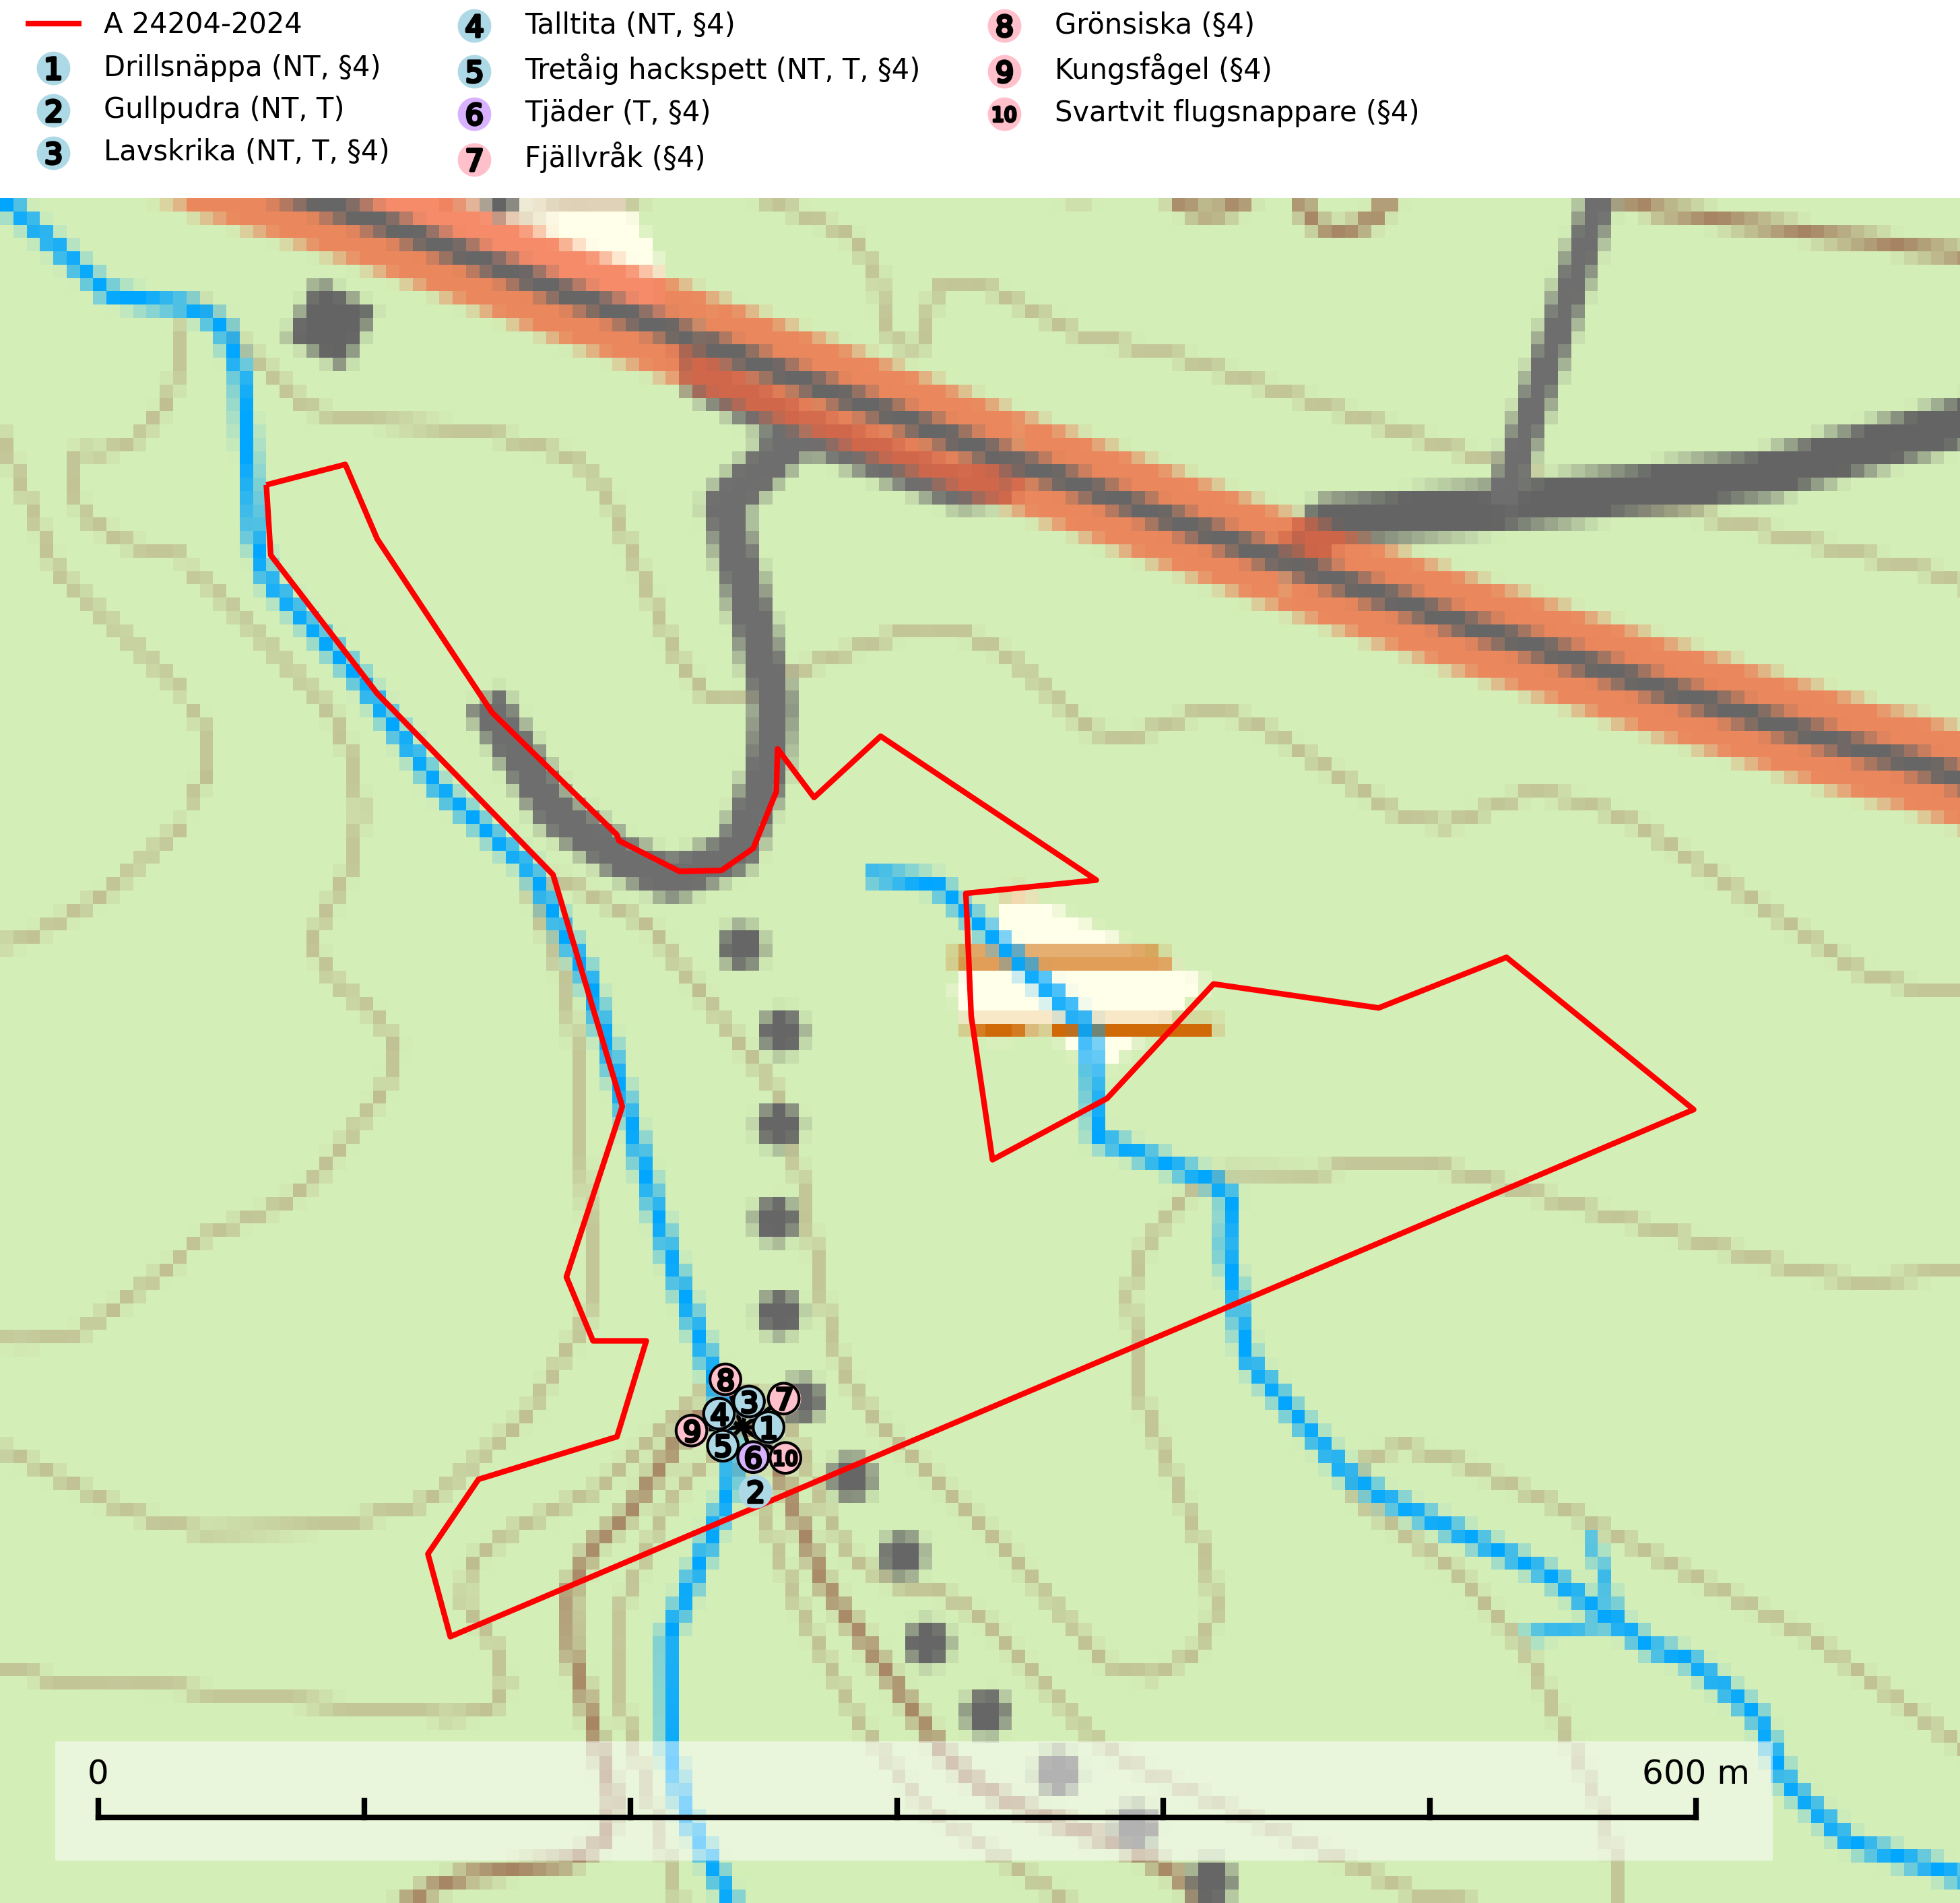 A 24204-2024
1 Drillsnäppa (NT, §4)
2 Gullpudra (NT, T)
3 Lavskrika (NT, T, §4)
4 Talltita (NT, §4)
5 Tretåig hackspett (NT, T, §4)
6 Tjäder (T, §4)
7 Fjällvråk (§4)
8 Grönsiska (§4)
9 Kungsfågel (§4)
10 Svartvit flugsnappare (§4)
8
3 7
4
9 1
5
6 10
2
0 600 m